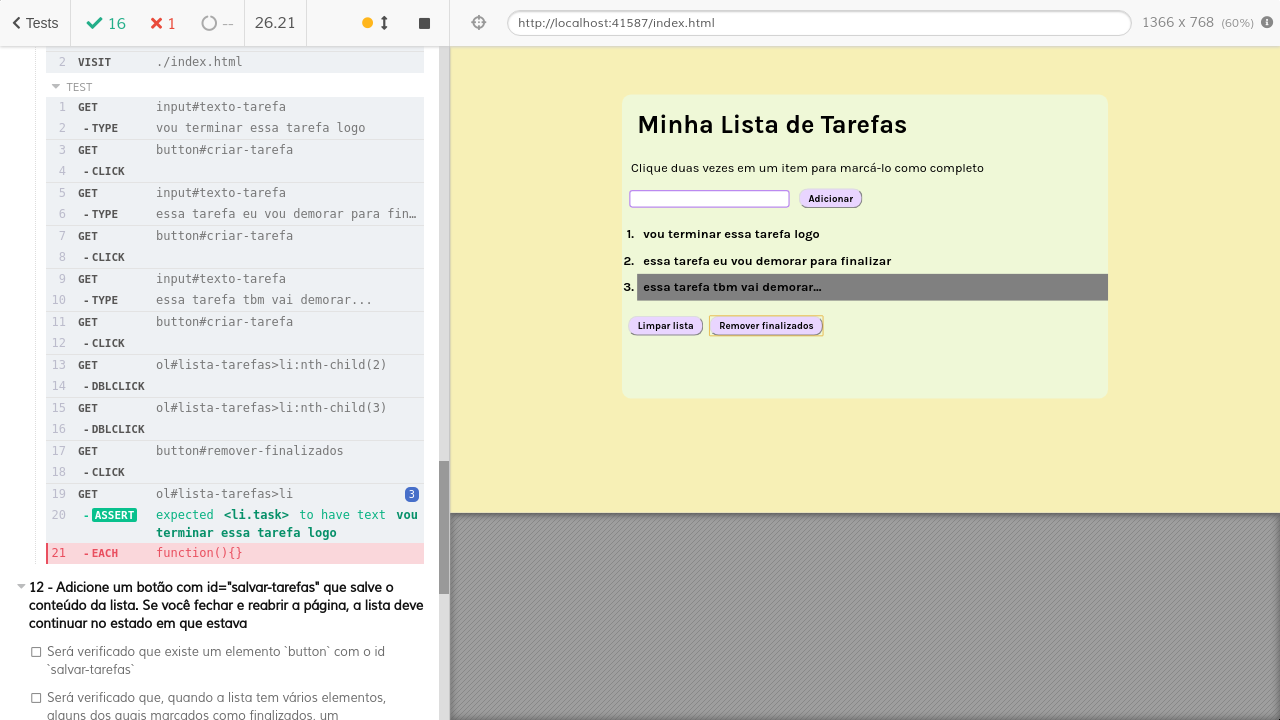 Tests
16
1
--
26.21
http://localhost:41587/index.html
1366 x 768 (60%)
2 VISIT ./index.html
TEST
1 GET input#texto-tarefa
2 - TYPE vou terminar essa tarefa logo
3 GET button#criar-tarefa
4 - CLICK
5 GET input#texto-tarefa
6 - TYPE essa tarefa eu vou demorar para fin…
7 GET button#criar-tarefa
8 - CLICK
9 GET input#texto-tarefa
10 - TYPE essa tarefa tbm vai demorar...
11 GET button#criar-tarefa
12 - CLICK
13 GET ol#lista-tarefas>li:nth-child(2)
14 - DBLCLICK
15 GET ol#lista-tarefas>li:nth-child(3)
16 - DBLCLICK
17 GET button#remover-finalizados
18 - CLICK
19 GET ol#lista-tarefas>li 3
20 - ASSERT expected <li.task> to have text vou
terminar essa tarefa logo
21 - EACH function(){}
12 - Adicione um botão com id="salvar-tarefas" que salve o
conteúdo da lista. Se você fechar e reabrir a página, a lista deve
continuar no estado em que estava
Será verificado que existe um elemento `button` com o id
`salvar-tarefas`
Será verificado que, quando a lista tem vários elementos,
alguns dos quais marcados como finalizados, um
Minha Lista de Tarefas
Clique duas vezes em um item para marcá-lo como completo
Adicionar
1. vou terminar essa tarefa logo
2. essa tarefa eu vou demorar para finalizar
3. essa tarefa tbm vai demorar...
Limpar lista Remover finalizados